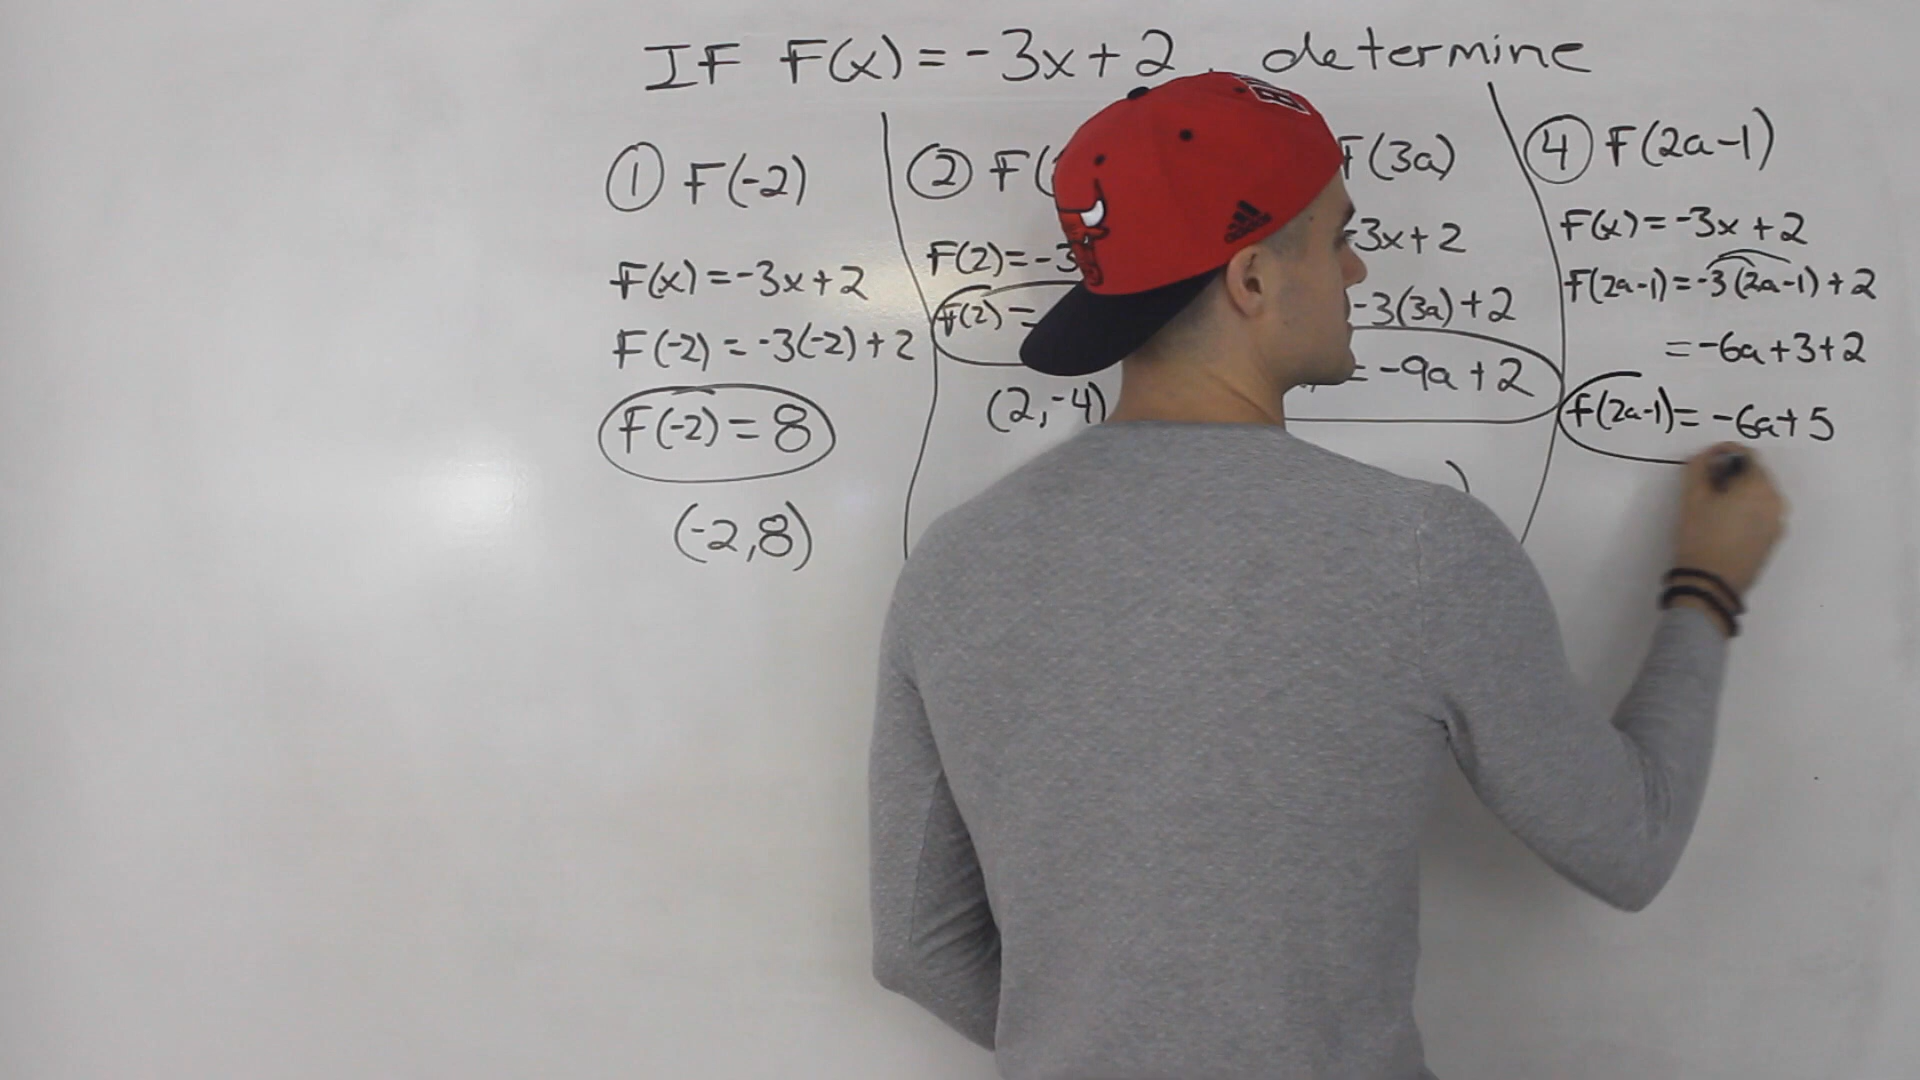 IF F(x) = -3x + 2, determine
① F(-2)
F(x) = -3x + 2
F(-2) = -3(-2) + 2
F(-2) = 8
(-2, 8)
② F(
F(2) = -3
F(2) =
(2, -4)
F(3a)
-3x + 2
-3(3a) + 2
= -9a + 2
)
④ F(2a-1)
F(x) = -3x + 2
F(2a-1) = -3(2a-1) + 2
= -6a + 3 + 2
F(2a-1) = -6a + 5
adidas